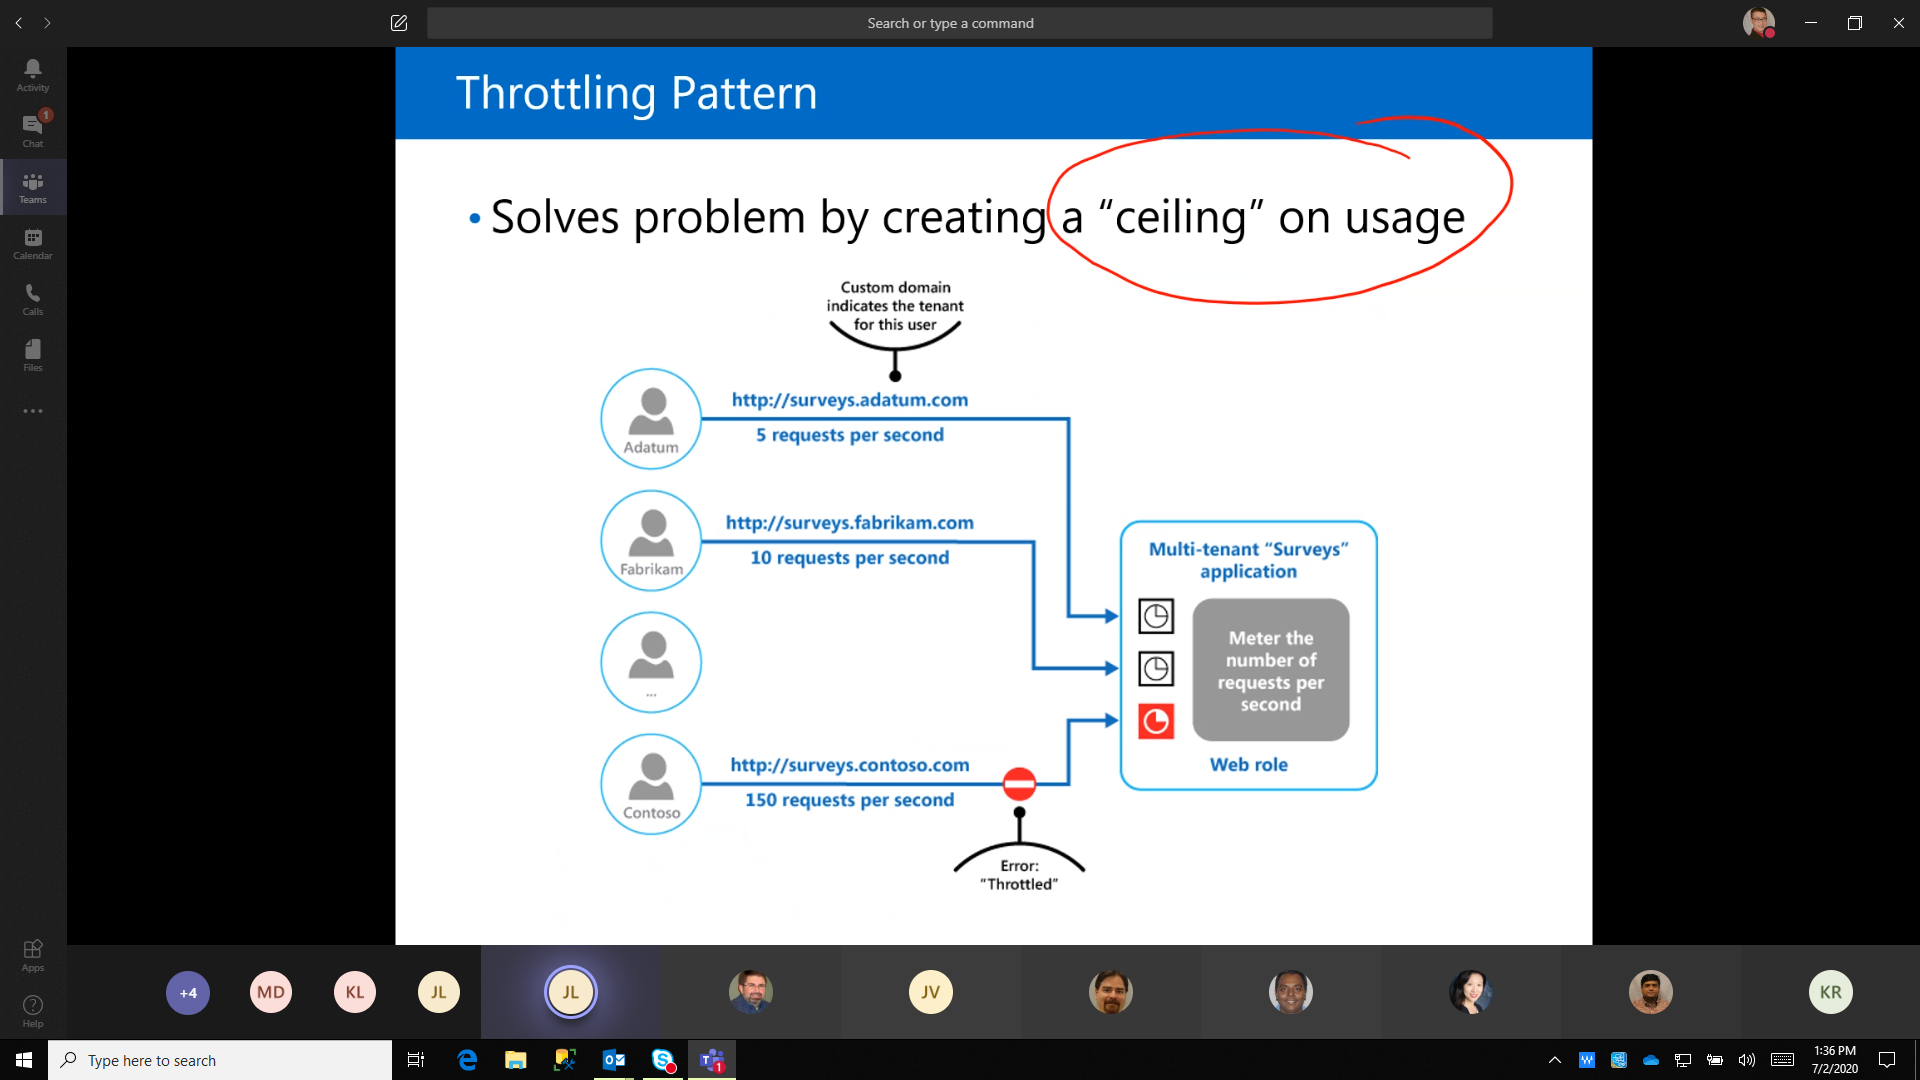 Search or type a command
Activity
1
Chat
Teams
Calendar
Calls
Files
Apps
Help
Throttling Pattern
• Solves problem by creating a “ceiling” on usage
Custom domain
indicates the tenant
for this user
http://surveys.adatum.com
5 requests per second
Adatum
http://surveys.fabrikam.com
10 requests per second
Fabrikam
...
http://surveys.contoso.com
150 requests per second
Contoso
Error:
“Throttled”
Multi-tenant “Surveys”
application
Meter the
number of
requests per
second
Web role
+4
MD
KL
JL
JL
JV
KR
Type here to search
1
1:36 PM
7/2/2020